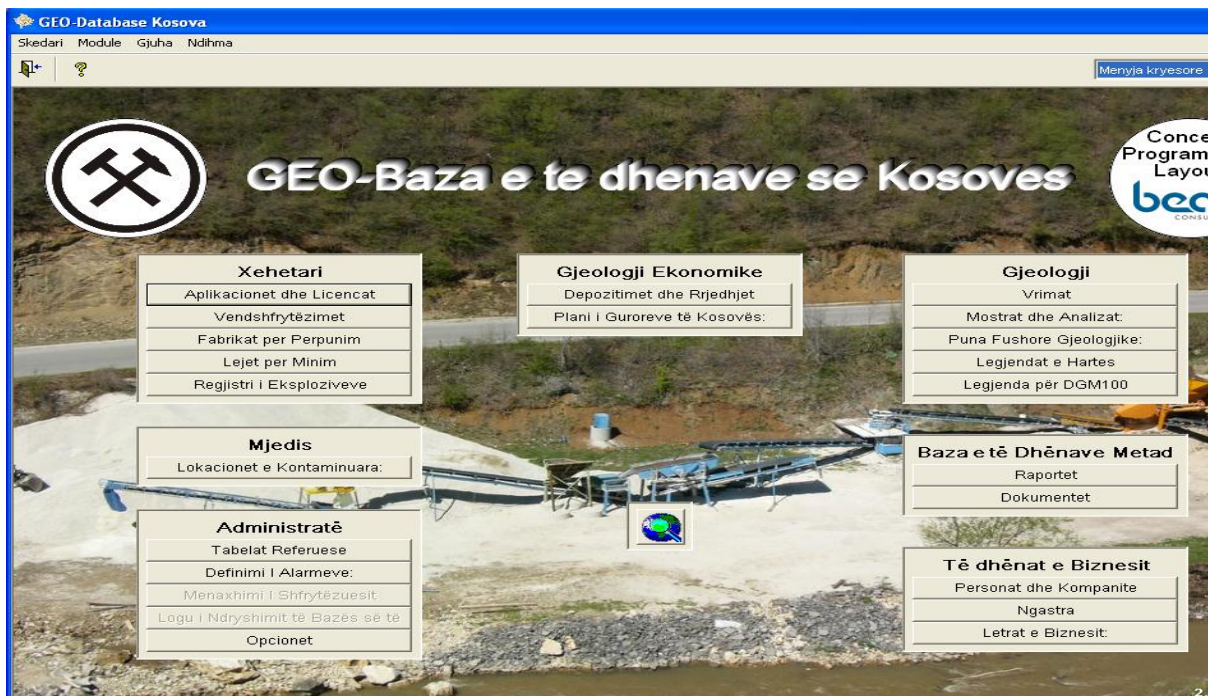 GEO-Database Kosova
Skedari Module Gjuha Ndihma
Menyja kryesore
GEO-Baza e te dhenave se Kosoves
Conce
Program
Layou
CONSU
Xehetari
Aplikacionet dhe Licencat
Vendshfrytëzimet
Fabrikat per Perpunim
Lejet per Minim
Regjistri i Eksploziveve
Gjeologji Ekonomike
Depozitimet dhe Rrjedhjet
Plani i Guroreve të Kosovës:
Gjeologji
Vrimat
Mostrat dhe Analizat:
Puna Fushore Gjeologjike:
Legjendat e Hartes
Legjenda për DGM100
Mjedis
Lokacionet e Kontaminuara:
Baza e të Dhënave Metad
Raportet
Dokumentet
Administratë
Tabelat Referuese
Definimi I Alarmeve:
Menaxhimi I Shfrytëzuesit
Logu i Ndryshimit të Bazës së të
Opcionet
Të dhënat e Biznesit
Personat dhe Kompanite
Ngastra
Letrat e Biznesit:
2